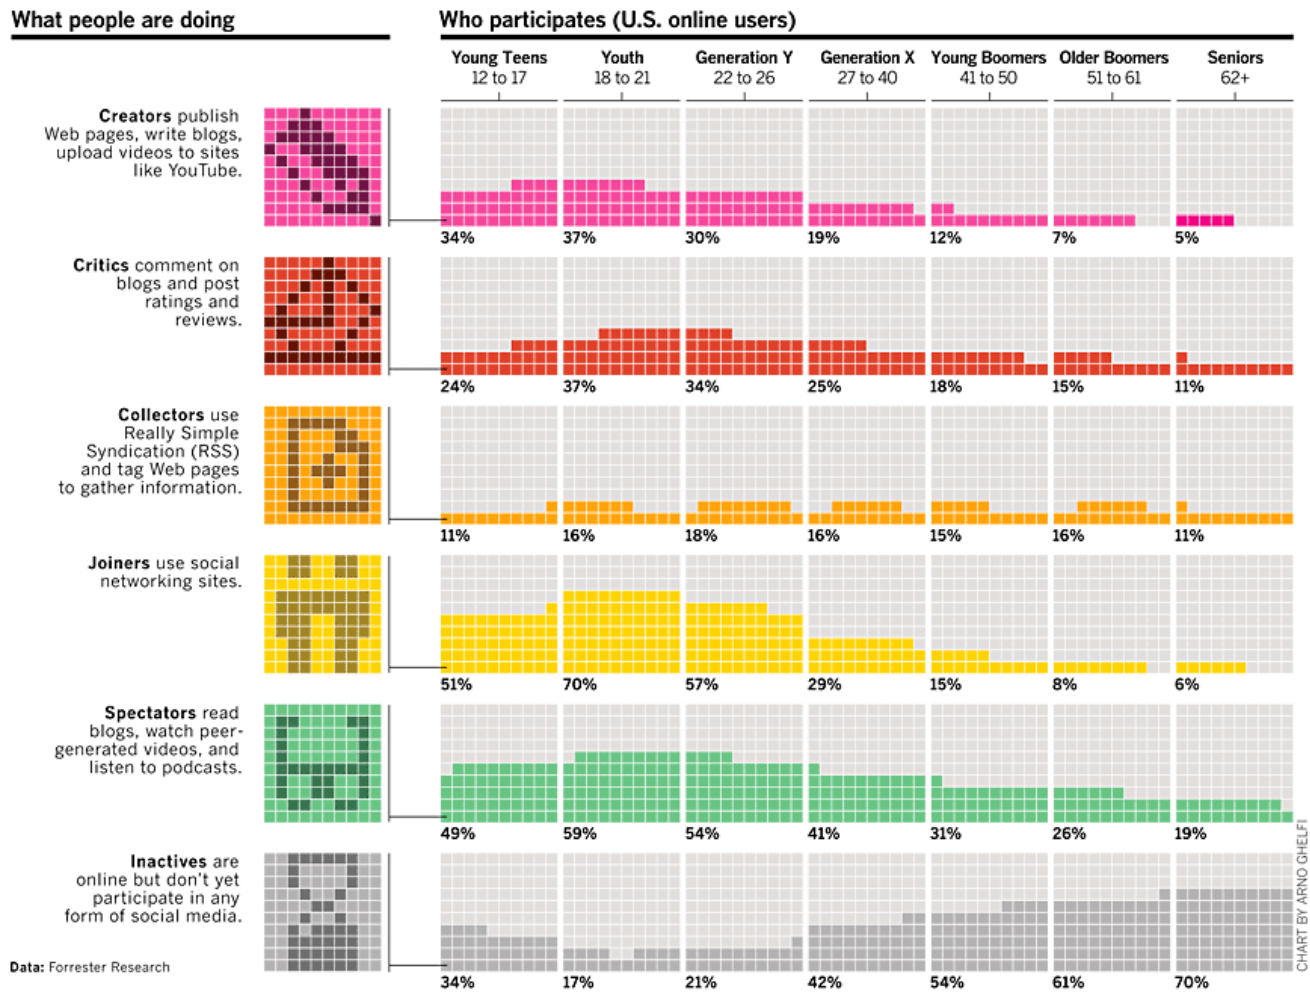 What people are doing
Who participates (U.S. online users)
Young Teens
12 to 17
Youth
18 to 21
Generation Y
22 to 26
Generation X
27 to 40
Young Boomers
41 to 50
Older Boomers
51 to 61
Seniors
62+
Creators publish
Web pages, write blogs,
upload videos to sites
like YouTube.
34% 37% 30% 19% 12% 7% 5%
Critics comment on
blogs and post
ratings and
reviews.
24% 37% 34% 25% 18% 15% 11%
Collectors use
Really Simple
Syndication (RSS)
and tag Web pages
to gather information.
11% 16% 18% 16% 15% 16% 11%
Joiners use social
networking sites.
51% 70% 57% 29% 15% 8% 6%
Spectators read
blogs, watch peer-
generated videos, and
listen to podcasts.
49% 59% 54% 41% 31% 26% 19%
Inactives are
online but don't yet
participate in any
form of social media.
34% 17% 21% 42% 54% 61% 70%
Data: Forrester Research
CHART BY ARNO GHELFI